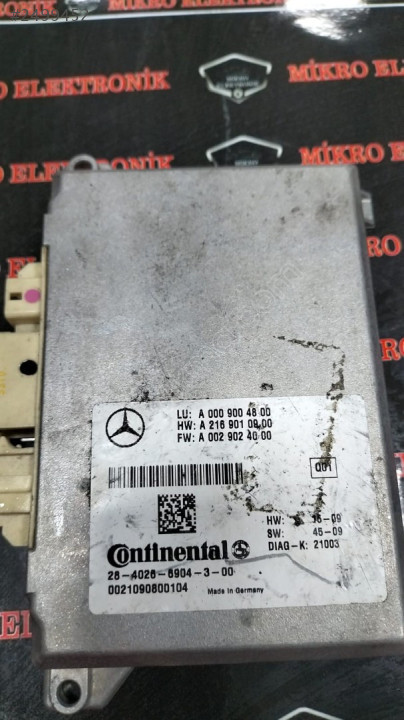 MİKRO ELEKTRONİK
MİKRO ELEKTRONİK
MİKRO ELEKTRONİK
LU: A 000 900 48 00
HW: A 216 901 09 00
FW: A 002 902 40 00
001
HW: 16-09
SW: 45-09
DIAG-K: 21003
Continental
28-4026-8904-3-00
0021090800104
Made in Germany